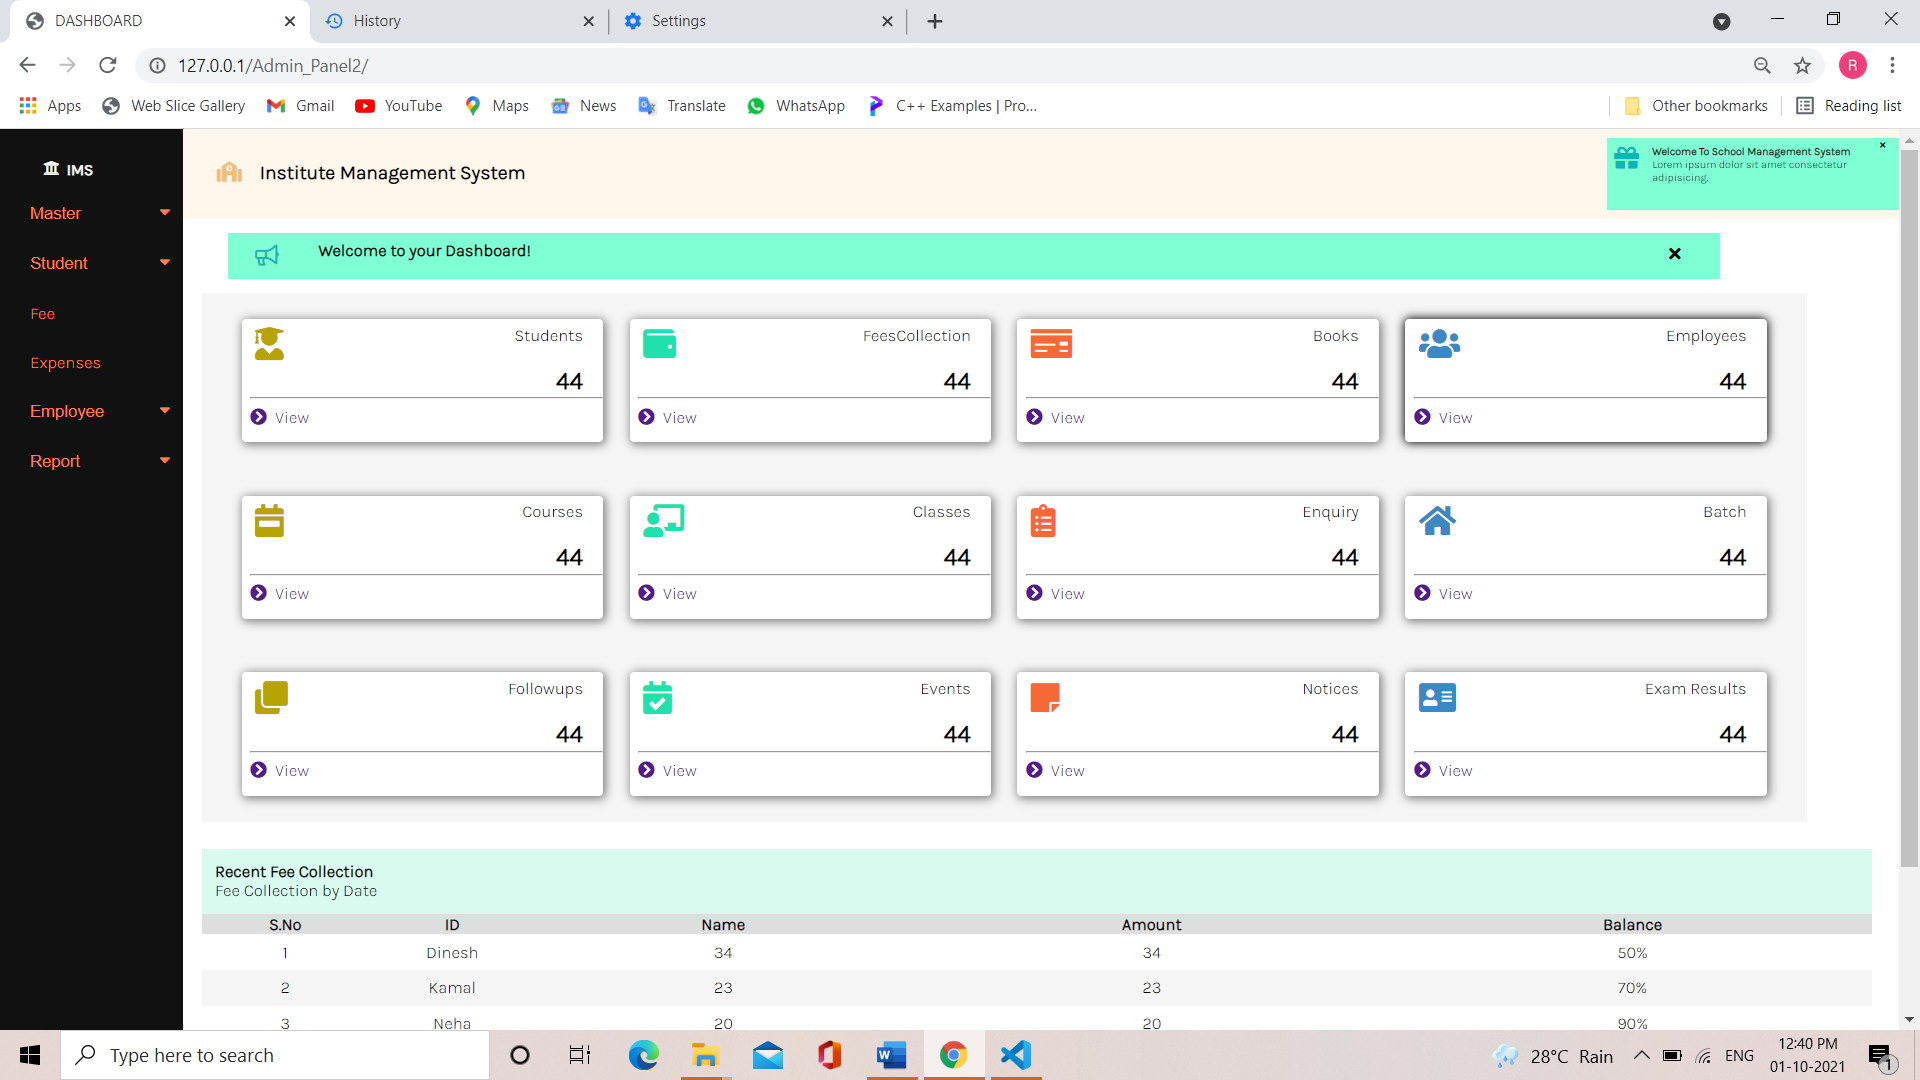 DASHBOARD
History
Settings
127.0.0.1/Admin_Panel2/
R
Apps
Web Slice Gallery
Gmail
YouTube
Maps
News
Translate
WhatsApp
C++ Examples | Pro...
Other bookmarks
Reading list
IMS
Master
Student
Fee
Expenses
Employee
Report
Institute Management System
Welcome To School Management System
Lorem ipsum dolor sit amet consectetur
adipisicing.
Welcome to your Dashboard!
Students
44
View
FeesCollection
44
View
Books
44
View
Employees
44
View
Courses
44
View
Classes
44
View
Enquiry
44
View
Batch
44
View
Followups
44
View
Events
44
View
Notices
44
View
Exam Results
44
View
Recent Fee Collection
Fee Collection by Date
S.No ID Name Amount Balance
1 Dinesh 34 34 50%
2 Kamal 23 23 70%
3 Neha 20 20 90%
Type here to search
28°C Rain
ENG
12:40 PM
01-10-2021
1